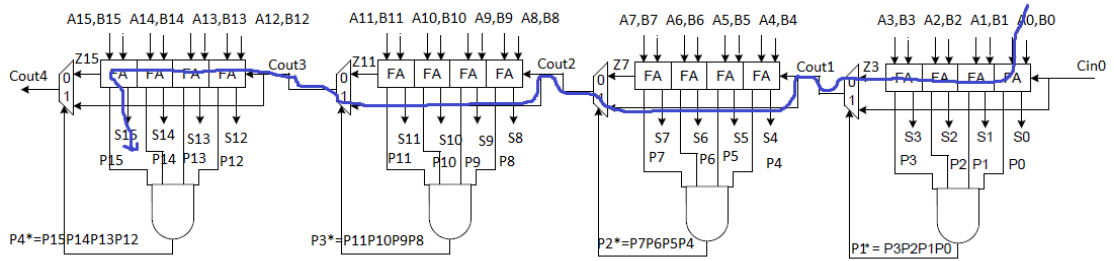 A15,B15 A14,B14 A13,B13 A12,B12 A11,B11 A10,B10 A9,B9 A8,B8 A7,B7 A6,B6 A5,B5 A4,B4 A3,B3 A2,B2 A1,B1 A0,B0
Cout4 0 1 Z15 FA FA FA FA Cout3 0 1 Z11 FA FA FA FA Cout2 0 1 Z7 FA FA FA FA Cout1 0 1 Z3 FA FA FA FA Cin0
S15 S14 S13 S12 S11 S10 S9 S8 S7 S6 S5 S4 S3 S2 S1 S0
P15 P14 P13 P12 P11 P10 P9 P8 P7 P6 P5 P4 P3 P2 P1 P0
P4*=P15P14P13P12 P3*=P11P10P9P8 P2*=P7P6P5P4 P1*= P3P2P1P0